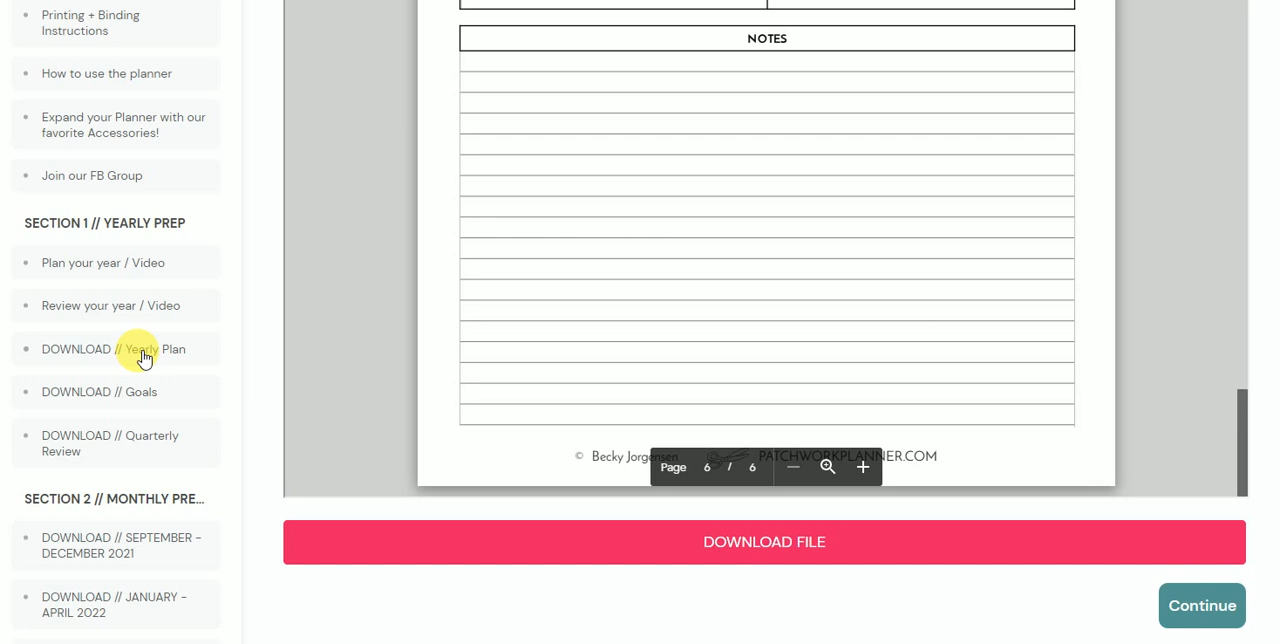 Printing + Binding
Instructions
How to use the planner
Expand your Planner with our
favorite Accessories!
Join our FB Group
SECTION 1 // YEARLY PREP
Plan your year / Video
Review your year / Video
DOWNLOAD // Yearly Plan
DOWNLOAD // Goals
DOWNLOAD // Quarterly
Review
SECTION 2 // MONTHLY PRE...
DOWNLOAD // SEPTEMBER -
DECEMBER 2021
DOWNLOAD // JANUARY -
APRIL 2022
NOTES
© Becky Jorgensen PATCHWORKPLANNER.COM
Page 6 / 6
DOWNLOAD FILE
Continue